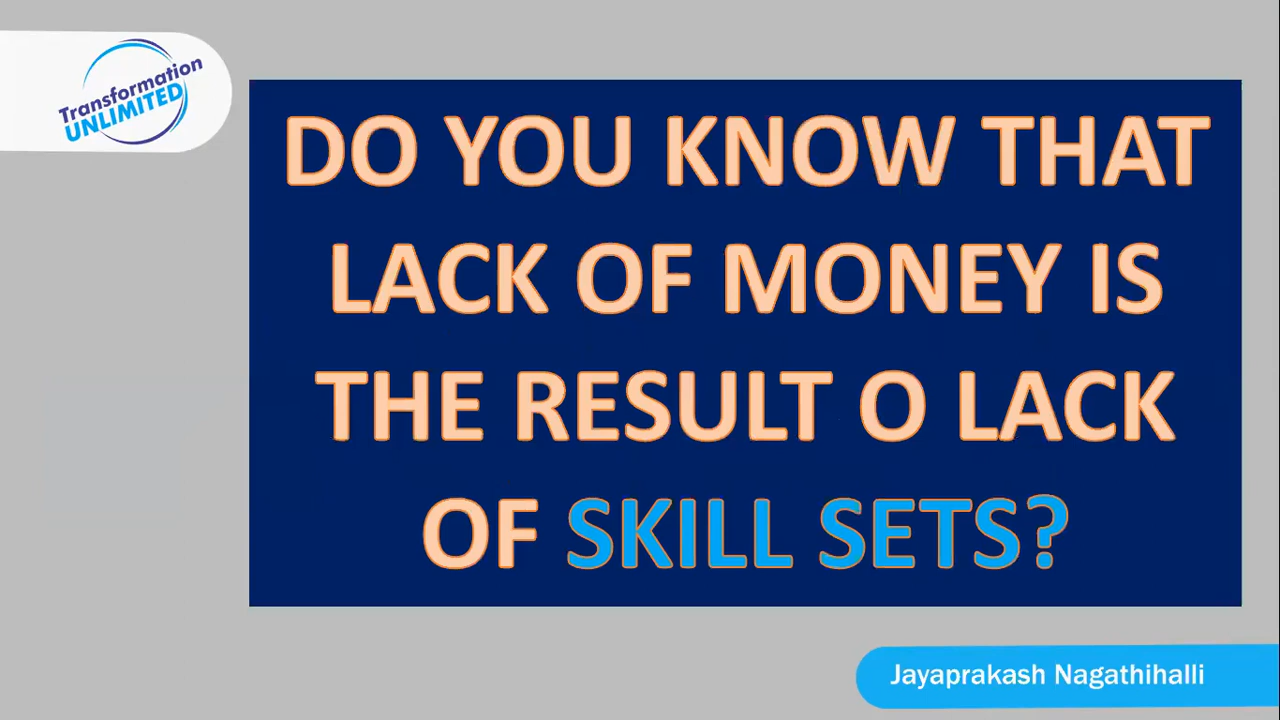 Transformation
UNLIMITED
DO YOU KNOW THAT
LACK OF MONEY IS
THE RESULT O LACK
OF SKILL SETS?
Jayaprakash Nagathihalli